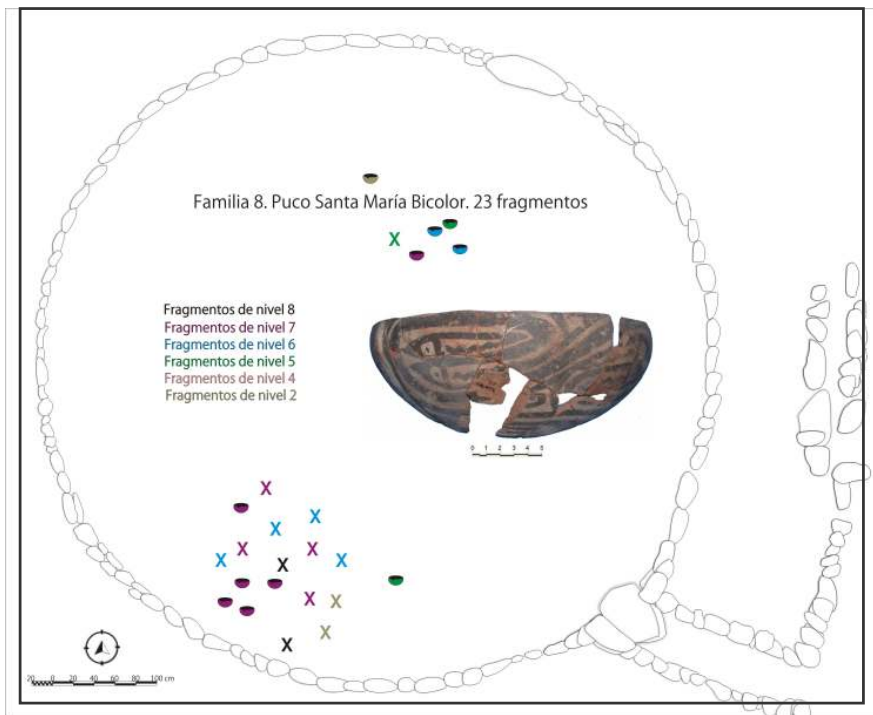 Familia 8. Puco Santa María Bicolor. 23 fragmentos
X
Fragmentos de nivel 8
Fragmentos de nivel 7
Fragmentos de nivel 6
Fragmentos de nivel 5
Fragmentos de nivel 4
Fragmentos de nivel 2
0 1 2 3 4 5
X
X
X
X X
X X
X
X X
X
X
20 0 20 40 60 80 100 cm